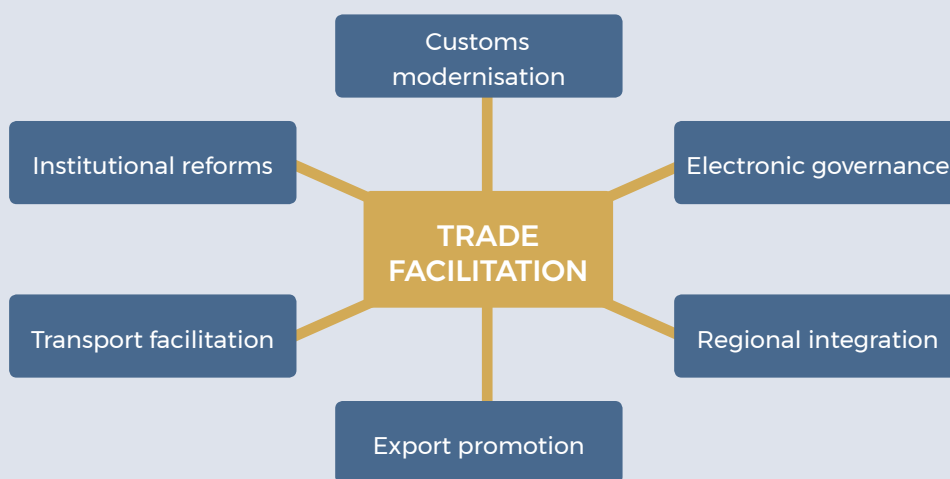 Customs
modernisation
Institutional reforms
Electronic governance
TRADE
FACILITATION
Transport facilitation
Regional integration
Export promotion